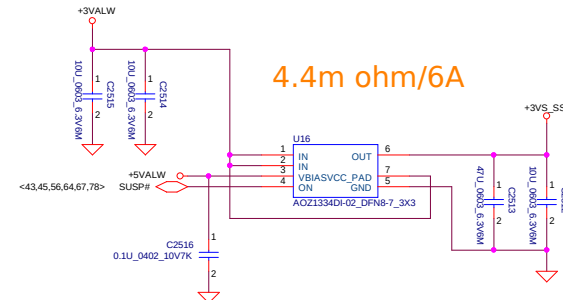 +3VALW
4.4m ohm/6A
+3VS_SS
1
2
C2515
10U_0603_6.3V6M
1
2
C2514
10U_0603_6.3V6M
U16
1 IN OUT 6
2 IN
3 VBIASVCC_PAD 7
4 ON GND 5
AOZ1334DI-02_DFN8-7_3X3
+5VALW
<43,45,56,64,67,78> SUSP#
1
2
C2513
47U_0603_6.3V6M
1
2
10U_0603_6.3V6M
1
C2516
0.1U_0402_10V7K
2